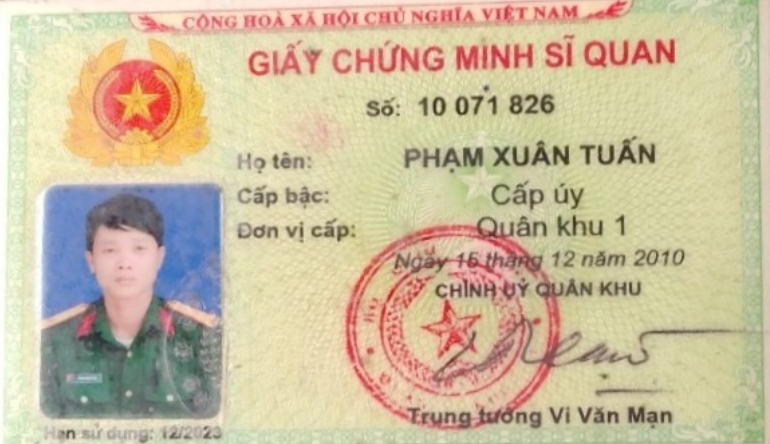 CỘNG HOÀ XÃ HỘI CHỦ NGHĨA VIỆT NAM
GIẤY CHỨNG MINH SĨ QUAN
Số: 10 071 826
Họ tên: PHẠM XUÂN TUẤN
Cấp bậc: Cấp úy
Đơn vị cấp: Quân khu 1
Ngày 15 tháng 12 năm 2010
CHÍNH UỶ QUÂN KHU
Trung tướng Vi Văn Mạn
Hạn sử dụng: 12/2023